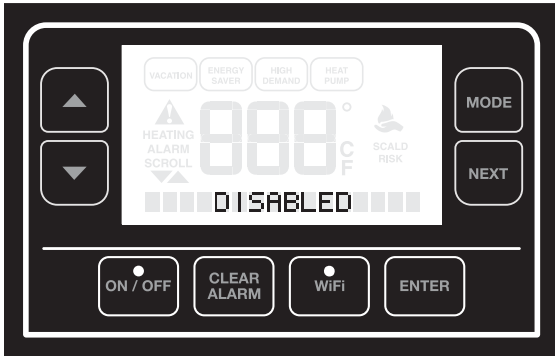 VACATION
ENERGY
SAVER
HIGH
DEMAND
HEAT
PUMP
MODE
888°
HEATING
ALARM
SCROLL
C
F
SCALD
RISK
NEXT
DISABLED
ON / OFF
CLEAR
ALARM
WiFi
ENTER